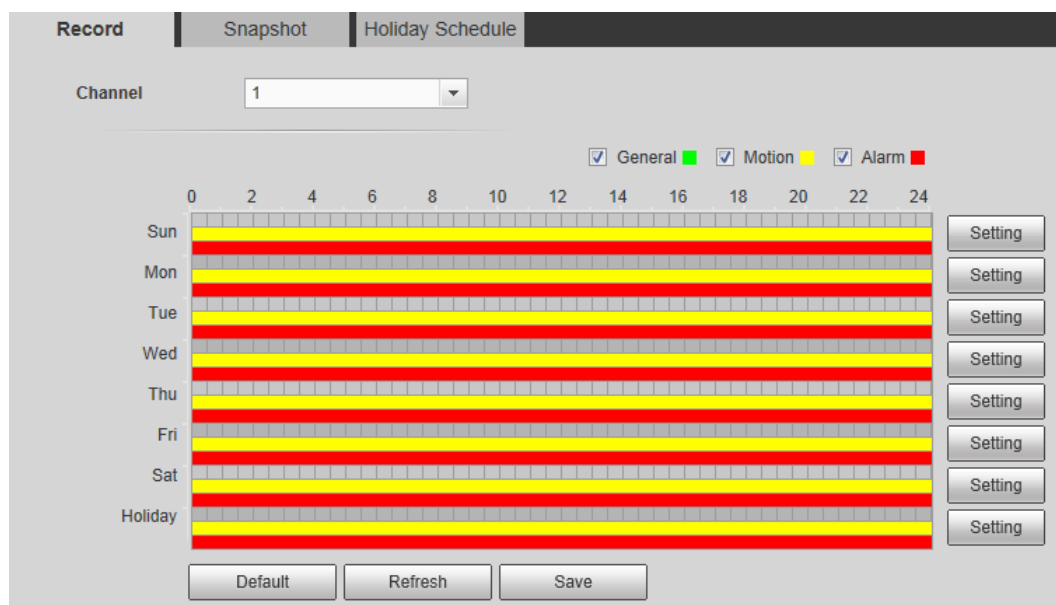 Record Snapshot Holiday Schedule
Channel 1
General Motion Alarm
0 2 4 6 8 10 12 14 16 18 20 22 24
Sun Setting
Mon Setting
Tue Setting
Wed Setting
Thu Setting
Fri Setting
Sat Setting
Holiday Setting
Default Refresh Save